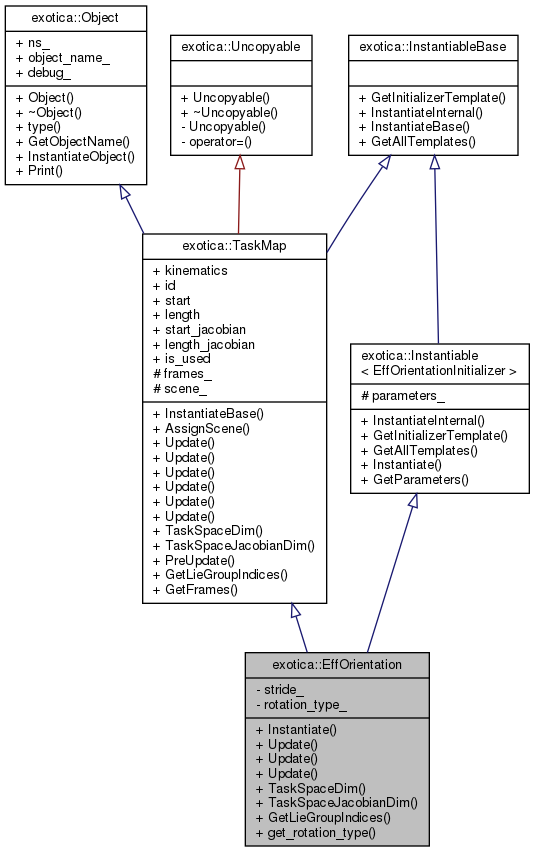 exotica::Object
+ ns_
+ object_name_
+ debug_
+ Object()
+ ~Object()
+ type()
+ GetObjectName()
+ InstantiateObject()
+ Print()
exotica::Uncopyable
+ Uncopyable()
+ ~Uncopyable()
- Uncopyable()
- operator=()
exotica::InstantiableBase
+ GetInitializerTemplate()
+ InstantiateInternal()
+ InstantiateBase()
+ GetAllTemplates()
exotica::TaskMap
+ kinematics
+ id
+ start
+ length
+ start_jacobian
+ length_jacobian
+ is_used
# frames_
# scene_
+ InstantiateBase()
+ AssignScene()
+ Update()
+ Update()
+ Update()
+ Update()
+ Update()
+ Update()
+ TaskSpaceDim()
+ TaskSpaceJacobianDim()
+ PreUpdate()
+ GetLieGroupIndices()
+ GetFrames()
exotica::Instantiable
< EffOrientationInitializer >
# parameters_
+ InstantiateInternal()
+ GetInitializerTemplate()
+ GetAllTemplates()
+ Instantiate()
+ GetParameters()
exotica::EffOrientation
- stride_
- rotation_type_
+ Instantiate()
+ Update()
+ Update()
+ Update()
+ TaskSpaceDim()
+ TaskSpaceJacobianDim()
+ GetLieGroupIndices()
+ get_rotation_type()